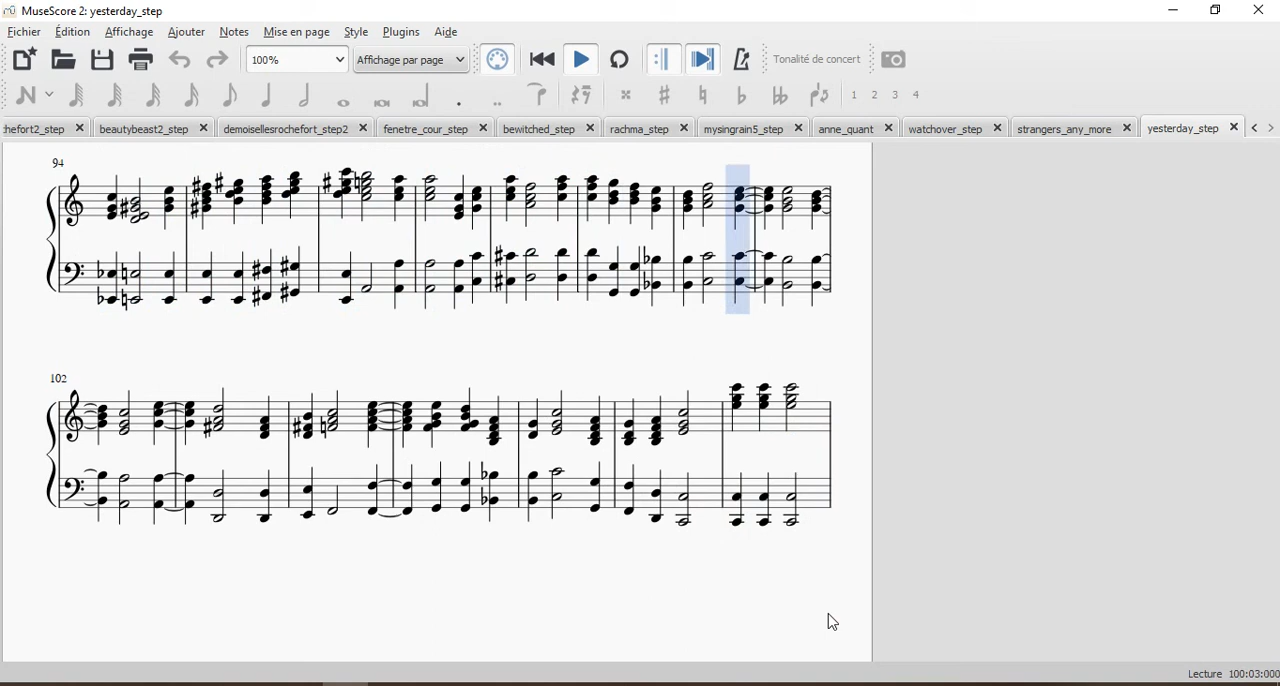 MuseScore 2: yesterday_step
Fichier Édition Affichage Ajouter Notes Mise en page Style Plugins Aide
100% Affichage par page Tonalité de concert
N 1 2 3 4
chefort2_step beautybeast2_step demoisellesrochefort_step2 fenetre_cour_step bewitched_step rachma_step mysingrain5_step anne_quant watchover_step strangers_any_more yesterday_step
94
102
Lecture 100:03:000